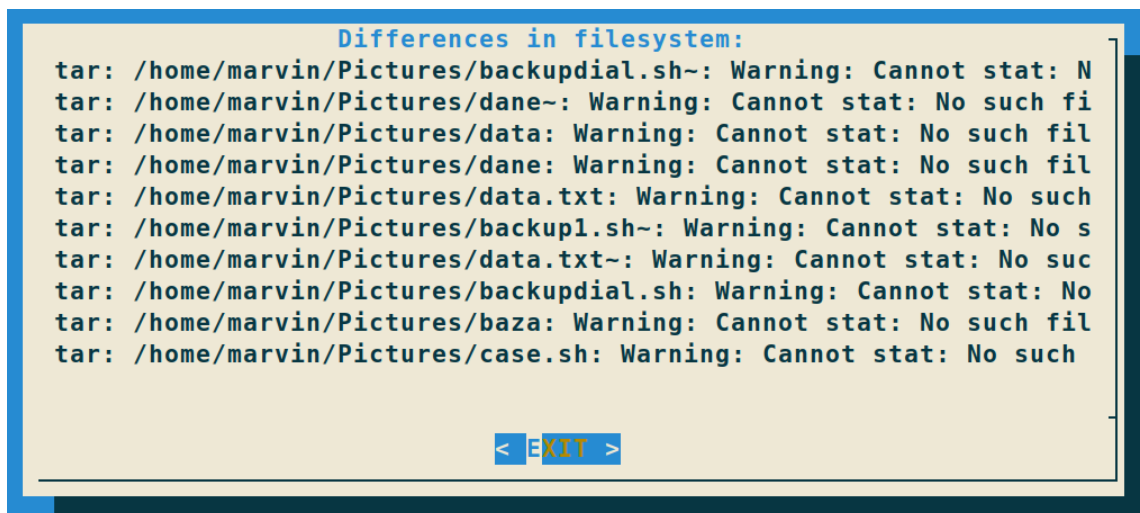 Differences in filesystem:
tar: /home/marvin/Pictures/backupdial.sh~: Warning: Cannot stat: N
tar: /home/marvin/Pictures/dane~: Warning: Cannot stat: No such fi
tar: /home/marvin/Pictures/data: Warning: Cannot stat: No such fil
tar: /home/marvin/Pictures/dane: Warning: Cannot stat: No such fil
tar: /home/marvin/Pictures/data.txt: Warning: Cannot stat: No such
tar: /home/marvin/Pictures/backup1.sh~: Warning: Cannot stat: No s
tar: /home/marvin/Pictures/data.txt~: Warning: Cannot stat: No suc
tar: /home/marvin/Pictures/backupdial.sh: Warning: Cannot stat: No
tar: /home/marvin/Pictures/baza: Warning: Cannot stat: No such fil
tar: /home/marvin/Pictures/case.sh: Warning: Cannot stat: No such
< EXIT >